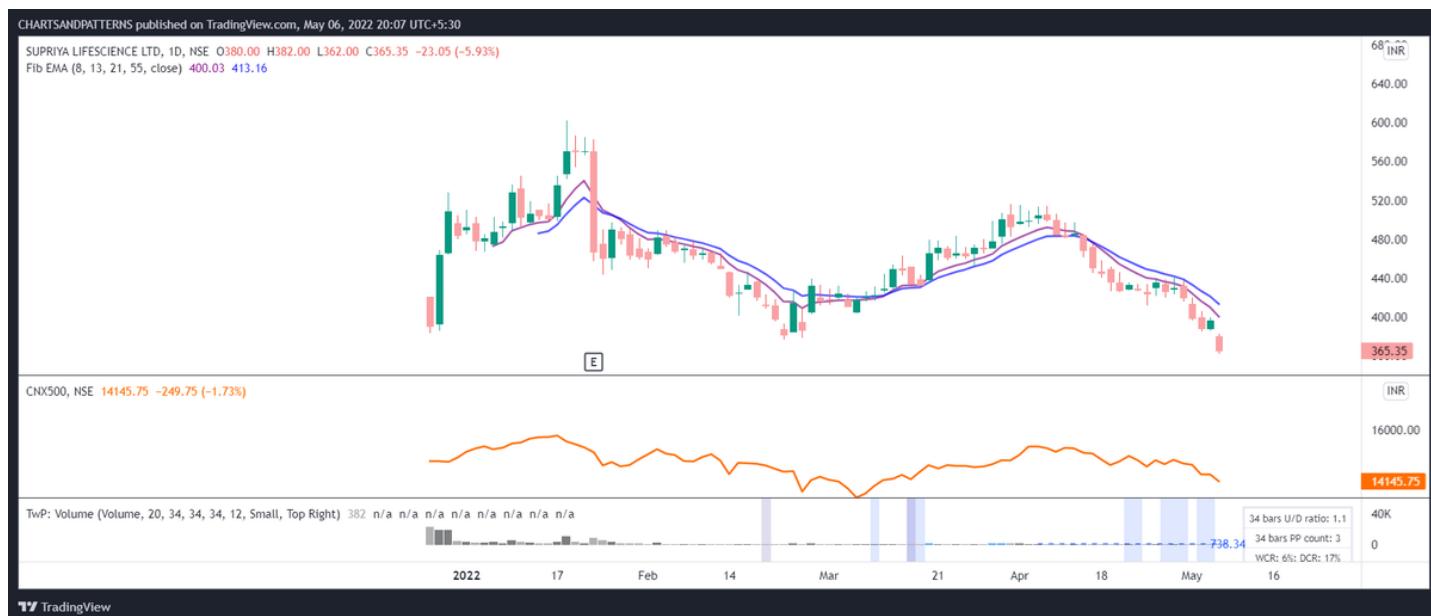 CHARTSANDPATTERNS published on TradingView.com, May 06, 2022 20:07 UTC+5:30
SUPRIYA LIFESCIENCE LTD, 1D, NSE O380.00 H382.00 L362.00 C365.35 −23.05 (−5.93%)
Fib EMA (8, 13, 21, 55, close) 400.03 413.16
INR
640.00
600.00
560.00
520.00
480.00
440.00
400.00
365.35
E
CNX500, NSE 14145.75 −249.75 (−1.73%)
INR
16000.00
14145.75
TwP: Volume (Volume, 20, 34, 34, 34, 12, Small, Top Right) 382 n/a n/a n/a n/a n/a n/a n/a n/a
34 bars U/D ratio: 1.1
40K
34 bars PP count: 3
738.34
0
WCR: 6%; DCR: 17%
2022 17 Feb 14 Mar 21 Apr 18 May 16
TradingView